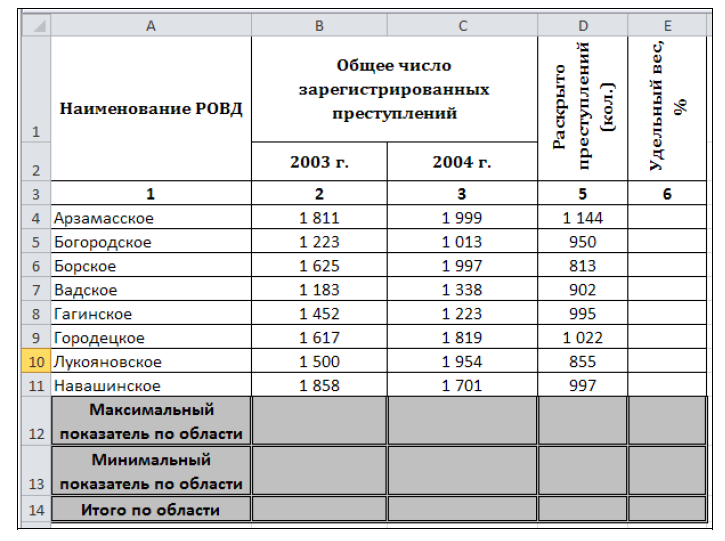 A B C D E
1 Наименование РОВД
Общее число
зарегистрированных
преступлений
Раскрыто
преступлений
(кол.)
Удельный вес,
%
2 2003 г. 2004 г.
3 1 2 3 5 6
4 Арзамасское 1 811 1 999 1 144
5 Богородское 1 223 1 013 950
6 Борское 1 625 1 997 813
7 Вадское 1 183 1 338 902
8 Гагинское 1 452 1 223 995
9 Городецкое 1 617 1 819 1 022
10 Лукояновское 1 500 1 954 855
11 Навашинское 1 858 1 701 997
Максимальный
12 показатель по области
Минимальный
13 показатель по области
14 Итого по области